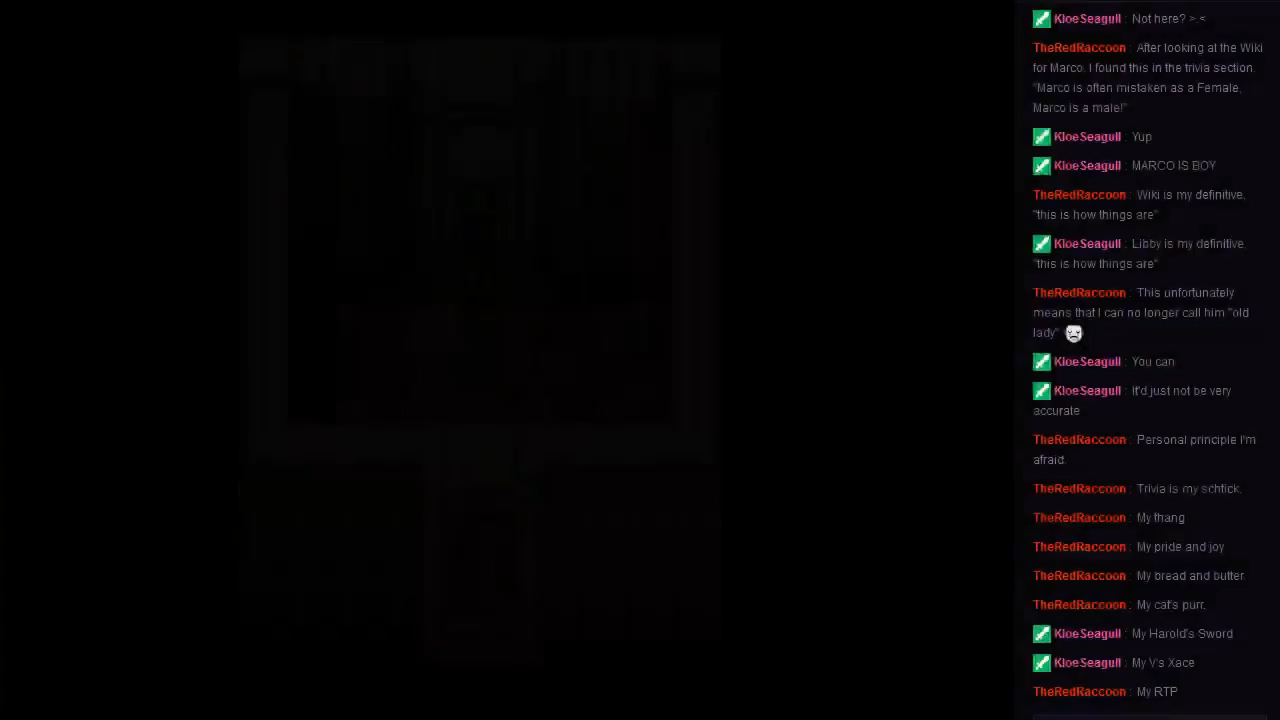 KloeSeagull : Not here? >.<
TheRedRaccoon : After looking at the Wiki
for Marco, I found this in the trivia section.
"Marco is often mistaken as a Female,
Marco is a male!"
KloeSeagull : Yup
KloeSeagull : MARCO IS BOY
TheRedRaccoon : Wiki is my definitive,
"this is how things are"
KloeSeagull : Libby is my definitive,
"this is how things are"
TheRedRaccoon : This unfortunately
means that I can no longer call him "old
lady"
KloeSeagull : You can
KloeSeagull : It'd just not be very
accurate
TheRedRaccoon : Personal principle I'm
afraid.
TheRedRaccoon : Trivia is my schtick.
TheRedRaccoon : My thang
TheRedRaccoon : My pride and joy
TheRedRaccoon : My bread and butter.
TheRedRaccoon : My cat's purr.
KloeSeagull : My Harold's Sword
KloeSeagull : My V's Xace
TheRedRaccoon : My RTP